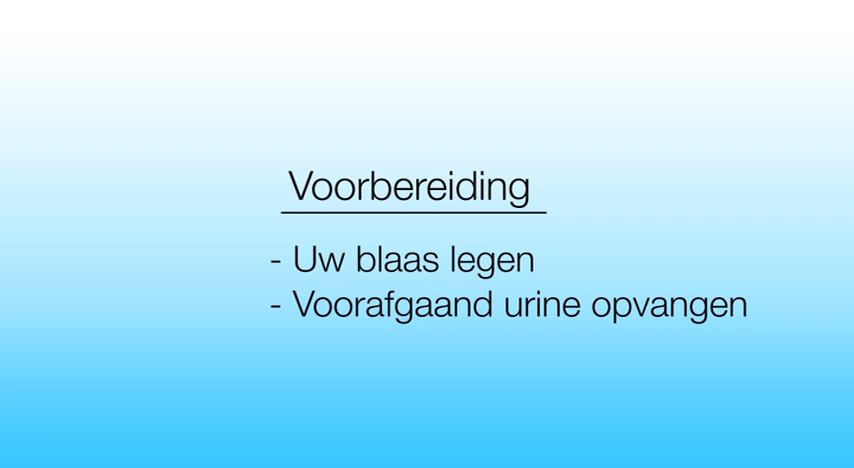 Voorbereiding
- Uw blaas legen
- Voorafgaand urine opvangen